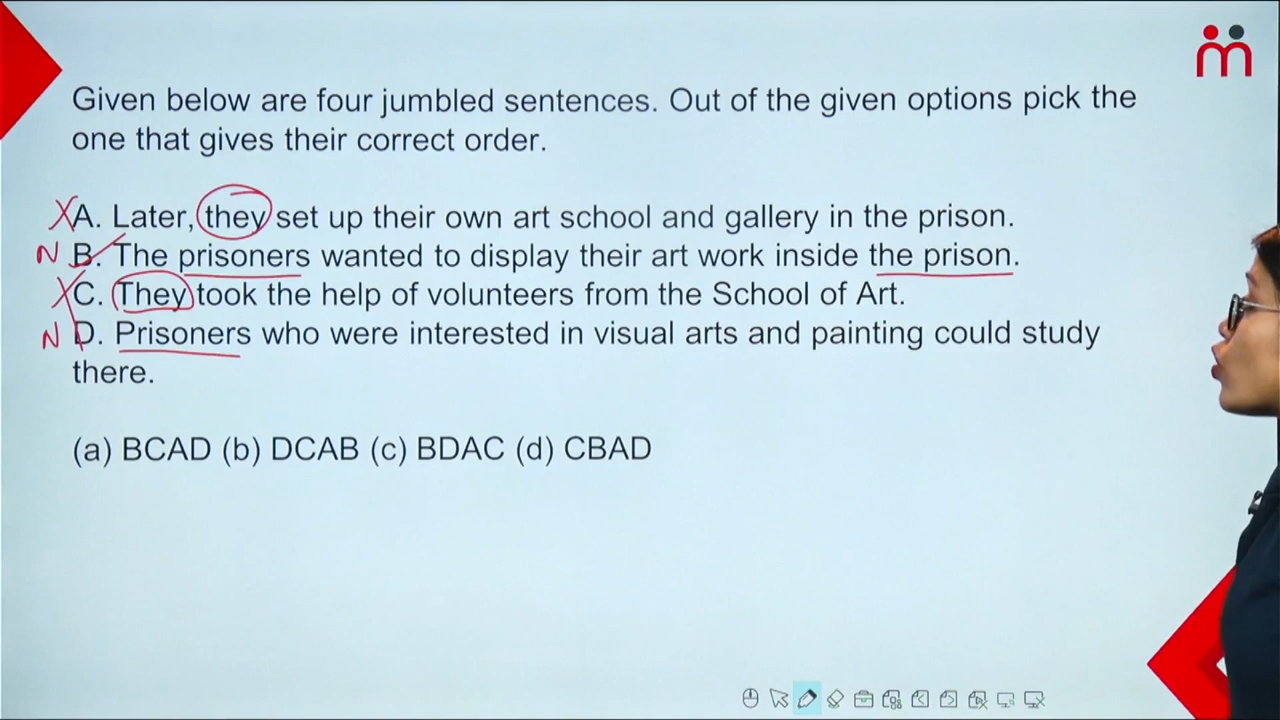 Given below are four jumbled sentences. Out of the given options pick the
one that gives their correct order.
X A. Later, they set up their own art school and gallery in the prison.
N B. The prisoners wanted to display their art work inside the prison.
X C. They took the help of volunteers from the School of Art.
N D. Prisoners who were interested in visual arts and painting could study
there.
(a) BCAD (b) DCAB (c) BDAC (d) CBAD